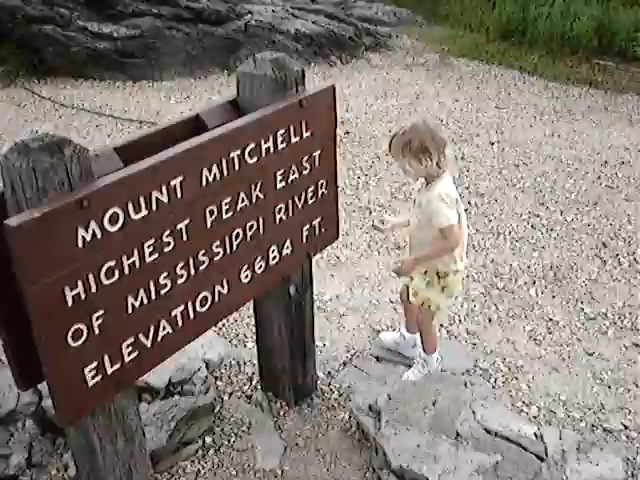 MOUNT MITCHELL
HIGHEST PEAK EAST
OF MISSISSIPPI RIVER
ELEVATION 6684 FT.